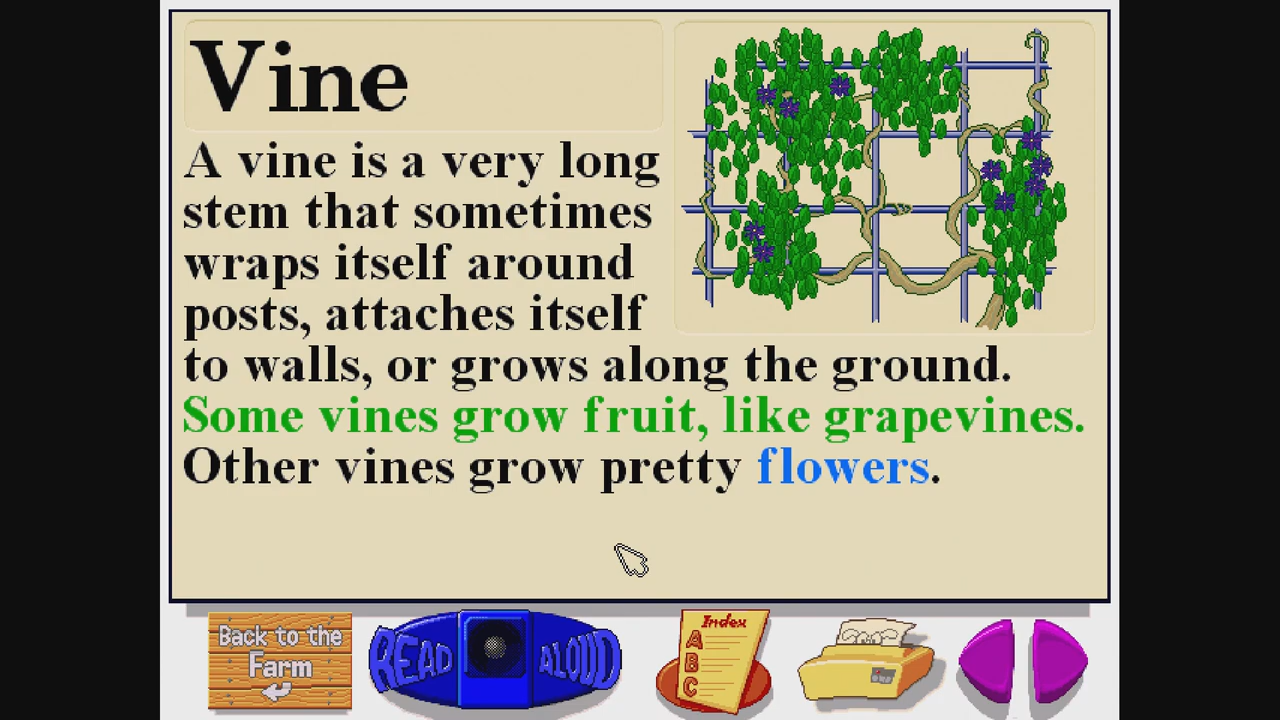 Vine
A vine is a very long
stem that sometimes
wraps itself around
posts, attaches itself
to walls, or grows along the ground.
Some vines grow fruit, like grapevines.
Other vines grow pretty flowers.
Back to the
Farm
READ ALOUD
Index
A
B
C